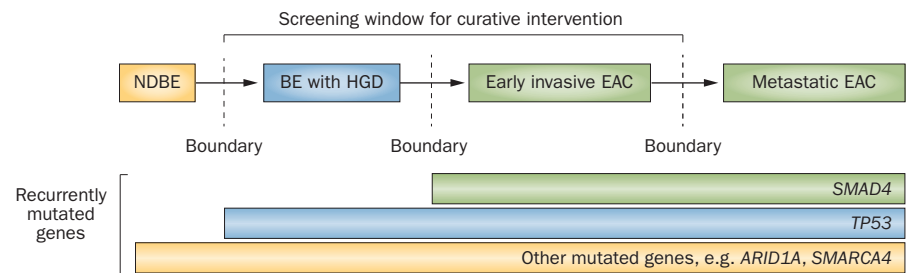 Screening window for curative intervention
NDBE
BE with HGD
Early invasive EAC
Metastatic EAC
Boundary
Boundary
Boundary
Recurrently
mutated
genes
SMAD4
TP53
Other mutated genes, e.g. ARID1A, SMARCA4